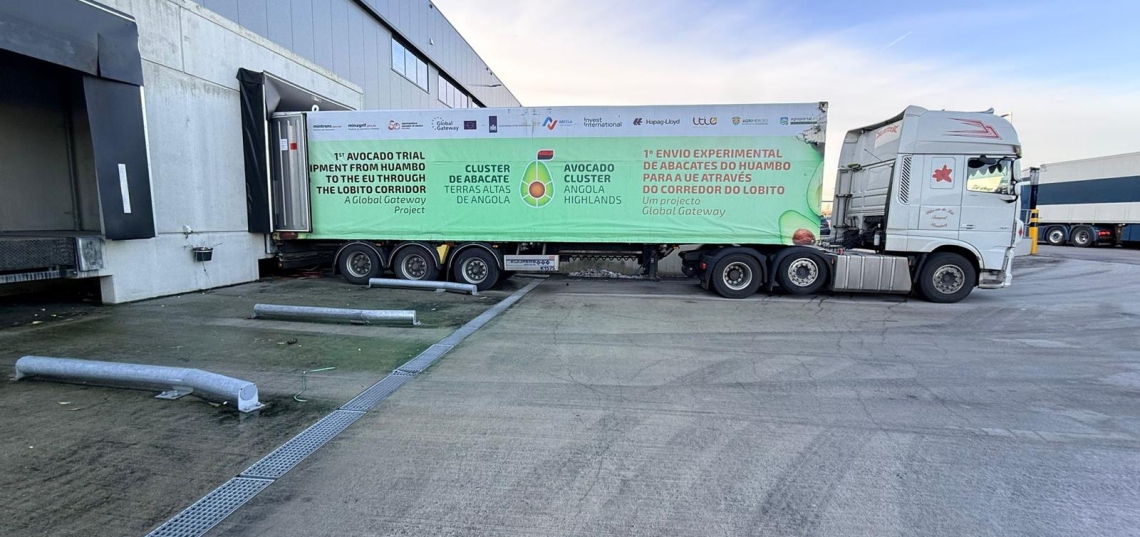 Global Gateway
Invest International
Hapag-Lloyd
1st AVOCADO TRIAL
IPMENT FROM HUAMBO
TO THE EU THROUGH
THE LOBITO CORRIDOR
A Global Gateway
Project
CLUSTER
DE ABACATE
TERRAS ALTAS
DE ANGOLA
AVOCADO
CLUSTER
ANGOLA
HIGHLANDS
1º ENVIO EXPERIMENTAL
DE ABACATES DO HUAMBO
PARA A UE ATRAVÉS
DO CORREDOR DO LOBITO
Um projecto
Global Gateway